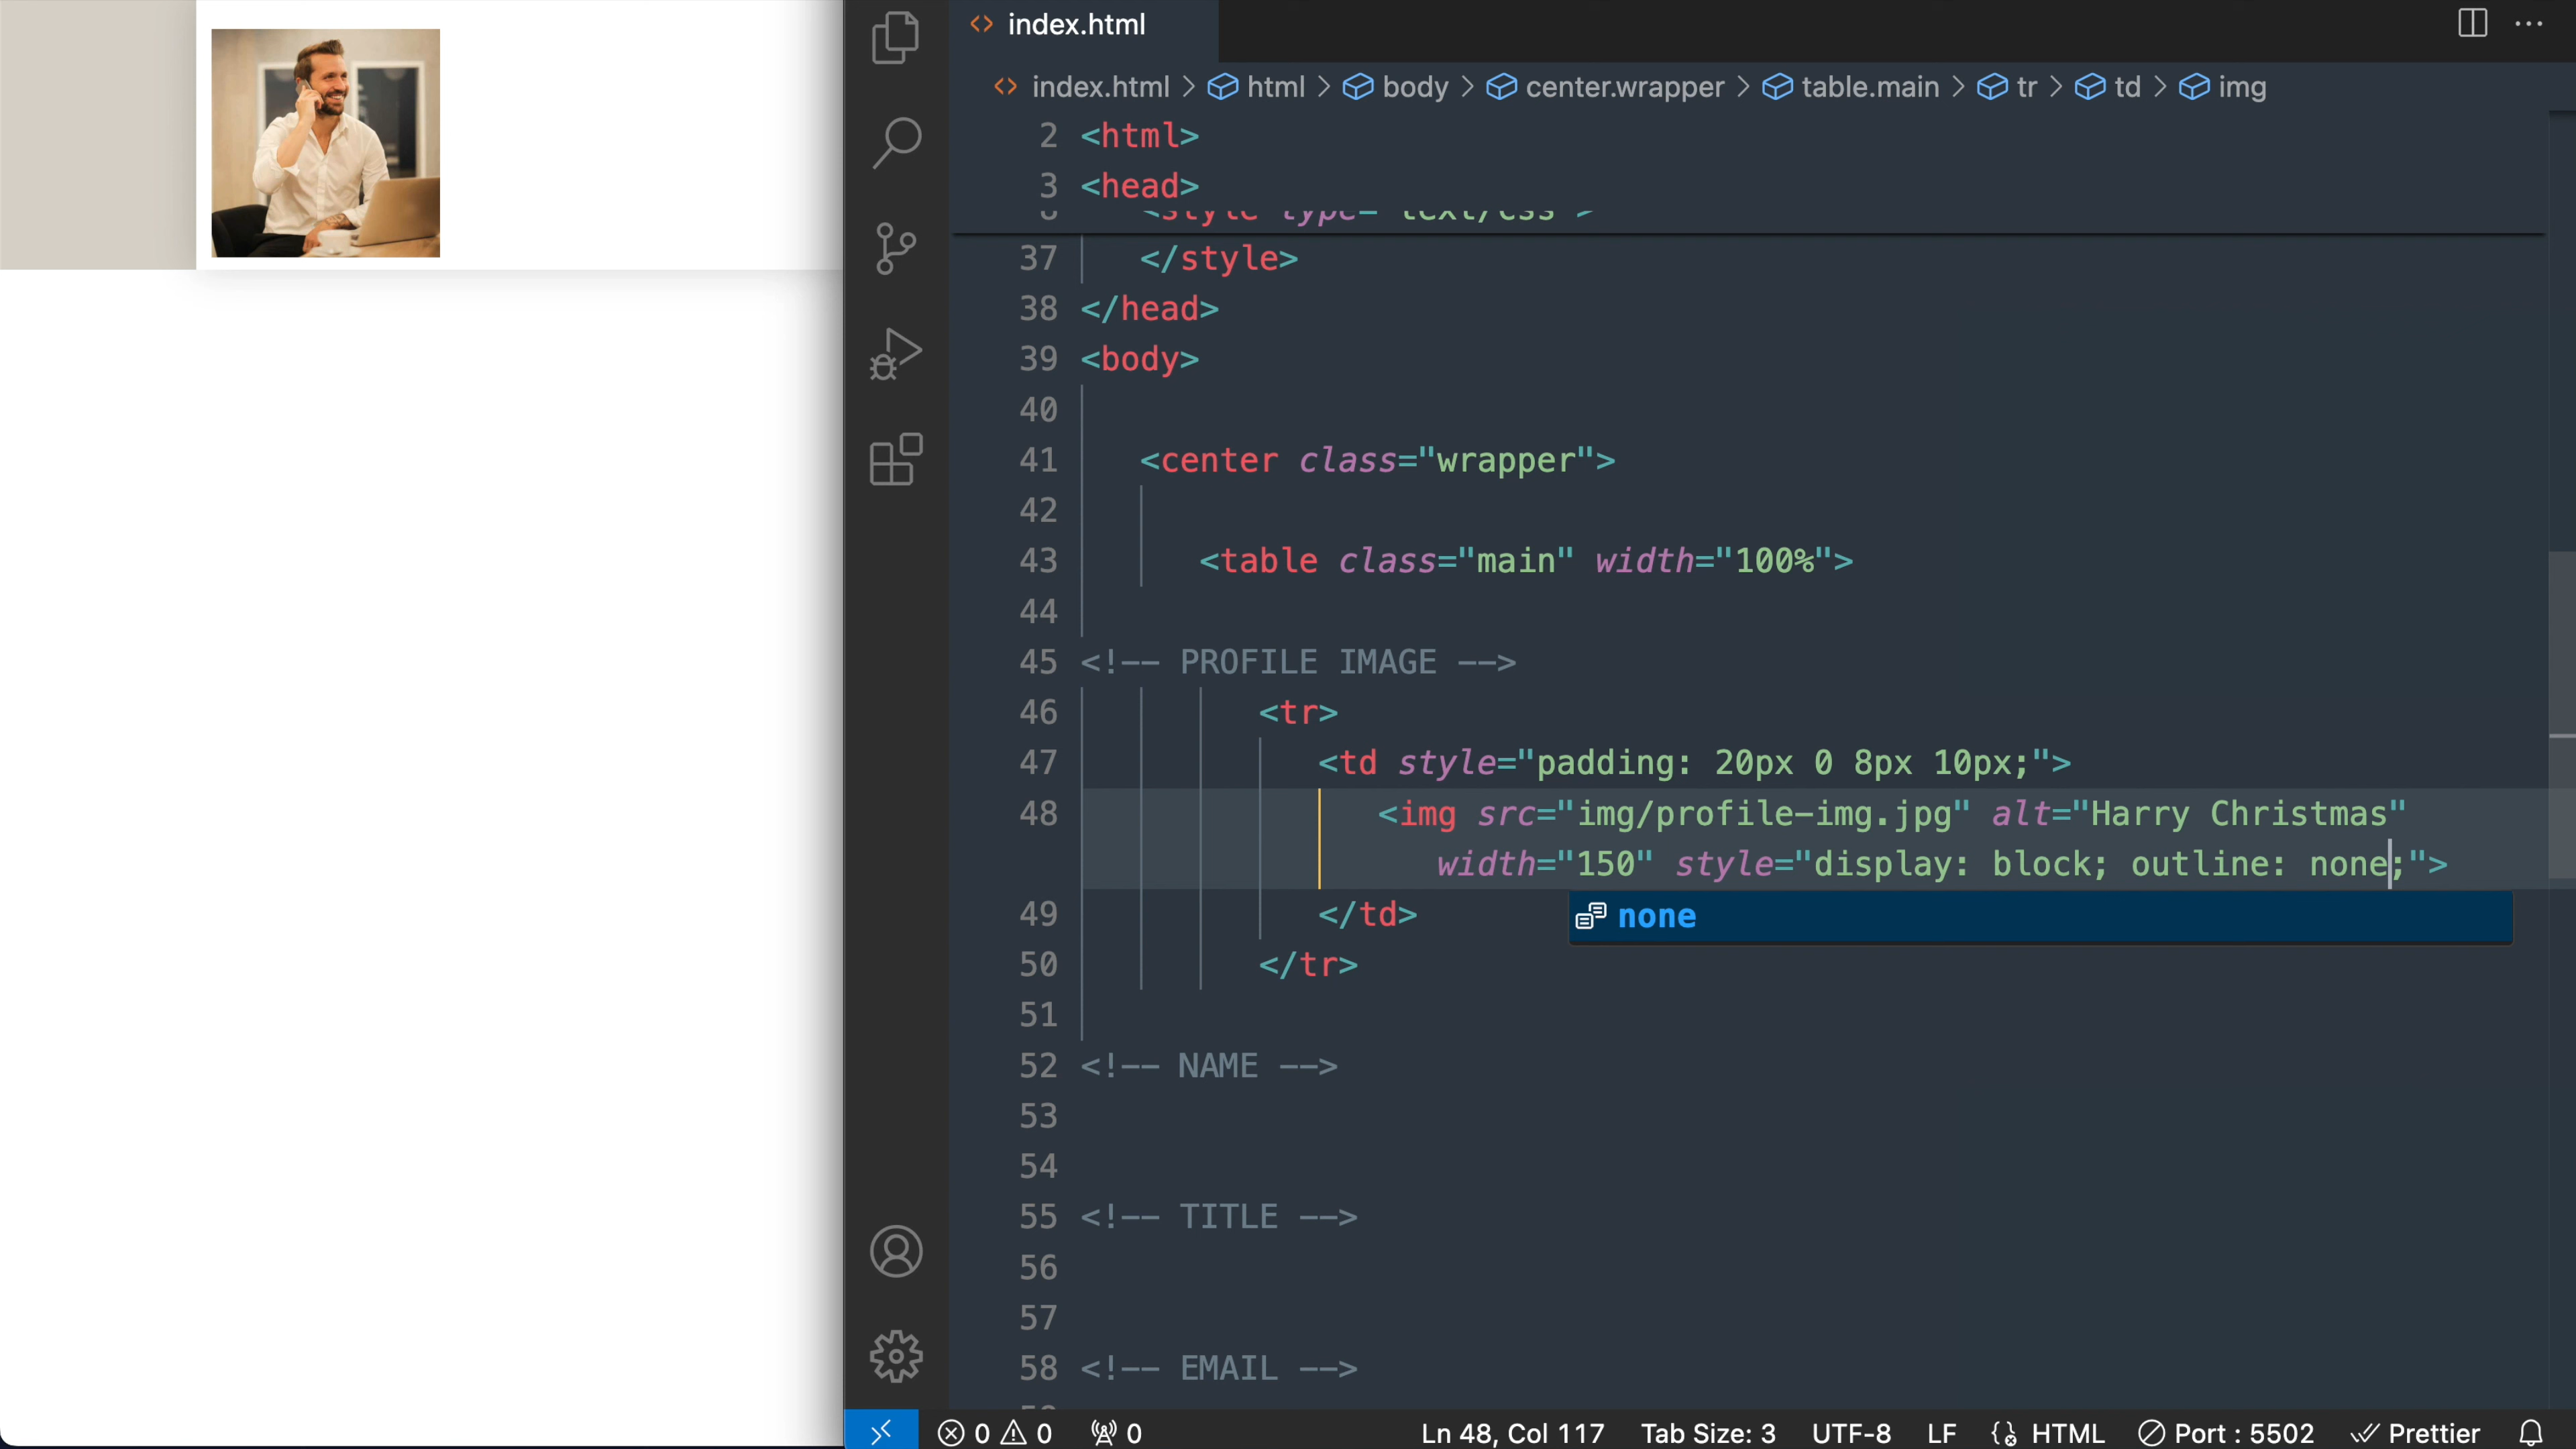 index.html
index.html > html > body > center.wrapper > table.main > tr > td > img
2 <html>
3 <head>
8 <style type="text/css">
37 </style>
38 </head>
39 <body>
40
41 <center class="wrapper">
42
43 <table class="main" width="100%">
44
45 <!-- PROFILE IMAGE -->
46 <tr>
47 <td style="padding: 20px 0 8px 10px;">
48 <img src="img/profile-img.jpg" alt="Harry Christmas"
width="150" style="display: block; outline: none;">
49 </td>
none
50 </tr>
51
52 <!-- NAME -->
53
54
55 <!-- TITLE -->
56
57
58 <!-- EMAIL -->
0 0 0 Ln 48, Col 117 Tab Size: 3 UTF-8 LF HTML Port : 5502 Prettier